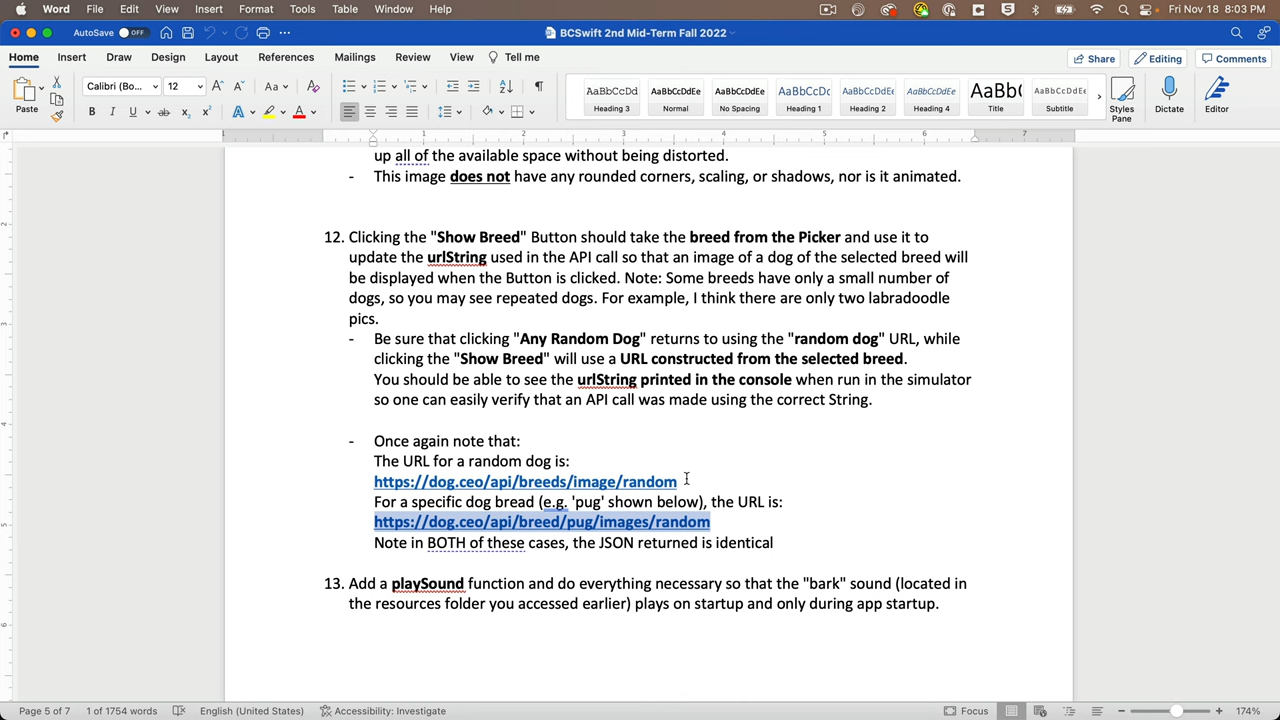 Word File Edit View Insert Format Tools Table Window Help Fri Nov 18 8:03 PM
AutoSave OFF BCSwift 2nd Mid-Term Fall 2022
Home Insert Draw Design Layout References Mailings Review View Tell me Share Editing Comments
Paste Calibri (Bo... 12 Heading 3 Normal No Spacing Heading 1 Heading 2 Heading 4 Title Subtitle Styles Pane Dictate Editor
up all of the available space without being distorted.
- This image does not have any rounded corners, scaling, or shadows, nor is it animated.
12. Clicking the "Show Breed" Button should take the breed from the Picker and use it to
update the urlString used in the API call so that an image of a dog of the selected breed will
be displayed when the Button is clicked. Note: Some breeds have only a small number of
dogs, so you may see repeated dogs. For example, I think there are only two labradoodle
pics.
- Be sure that clicking "Any Random Dog" returns to using the "random dog" URL, while
clicking the "Show Breed" will use a URL constructed from the selected breed.
You should be able to see the urlString printed in the console when run in the simulator
so one can easily verify that an API call was made using the correct String.
- Once again note that:
The URL for a random dog is:
https://dog.ceo/api/breeds/image/random
For a specific dog bread (e.g. 'pug' shown below), the URL is:
https://dog.ceo/api/breed/pug/images/random
Note in BOTH of these cases, the JSON returned is identical
13. Add a playSound function and do everything necessary so that the "bark" sound (located in
the resources folder you accessed earlier) plays on startup and only during app startup.
Page 5 of 7 1 of 1754 words English (United States) Accessibility: Investigate Focus 174%